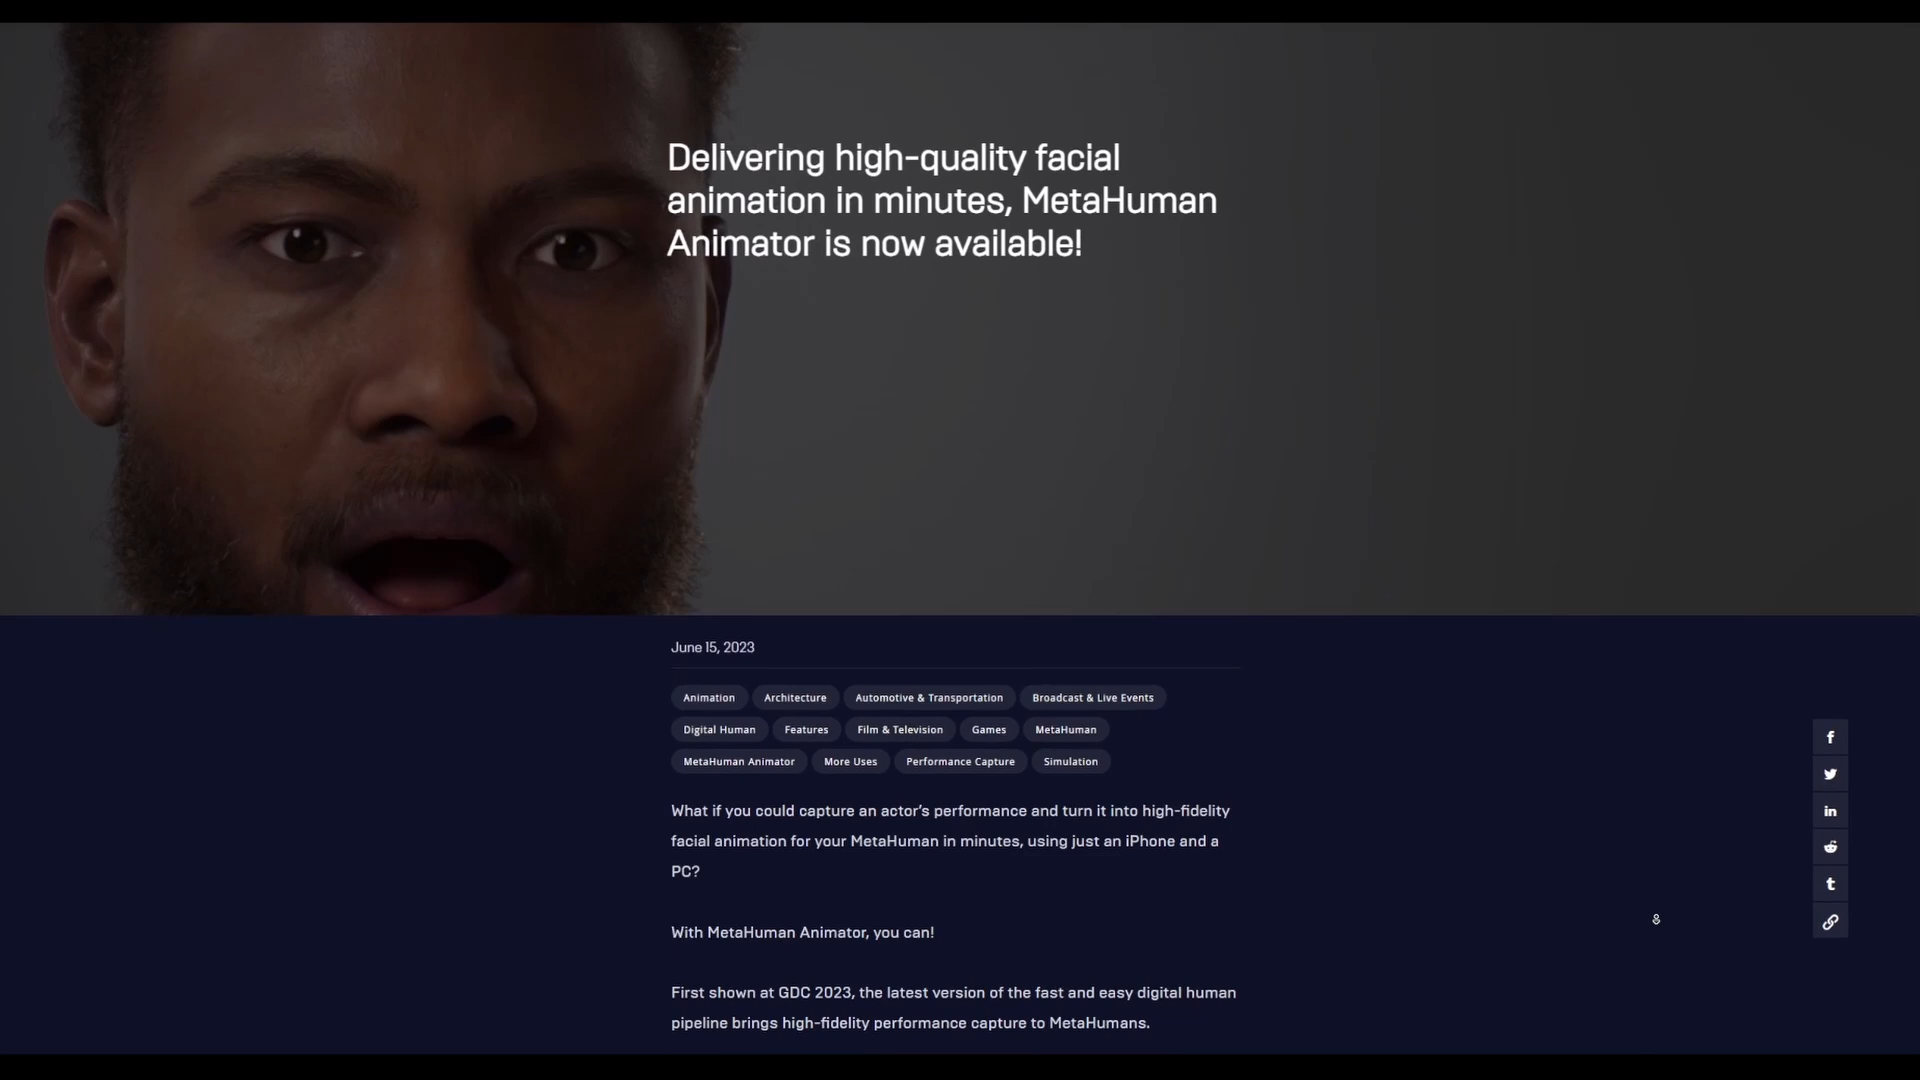 Delivering high-quality facial
animation in minutes, MetaHuman
Animator is now available!
June 15, 2023
Animation Architecture Automotive & Transportation Broadcast & Live Events
Digital Human Features Film & Television Games MetaHuman
MetaHuman Animator More Uses Performance Capture Simulation
What if you could capture an actor’s performance and turn it into high-fidelity
facial animation for your MetaHuman in minutes, using just an iPhone and a
PC?
With MetaHuman Animator, you can!
First shown at GDC 2023, the latest version of the fast and easy digital human
pipeline brings high-fidelity performance capture to MetaHumans.